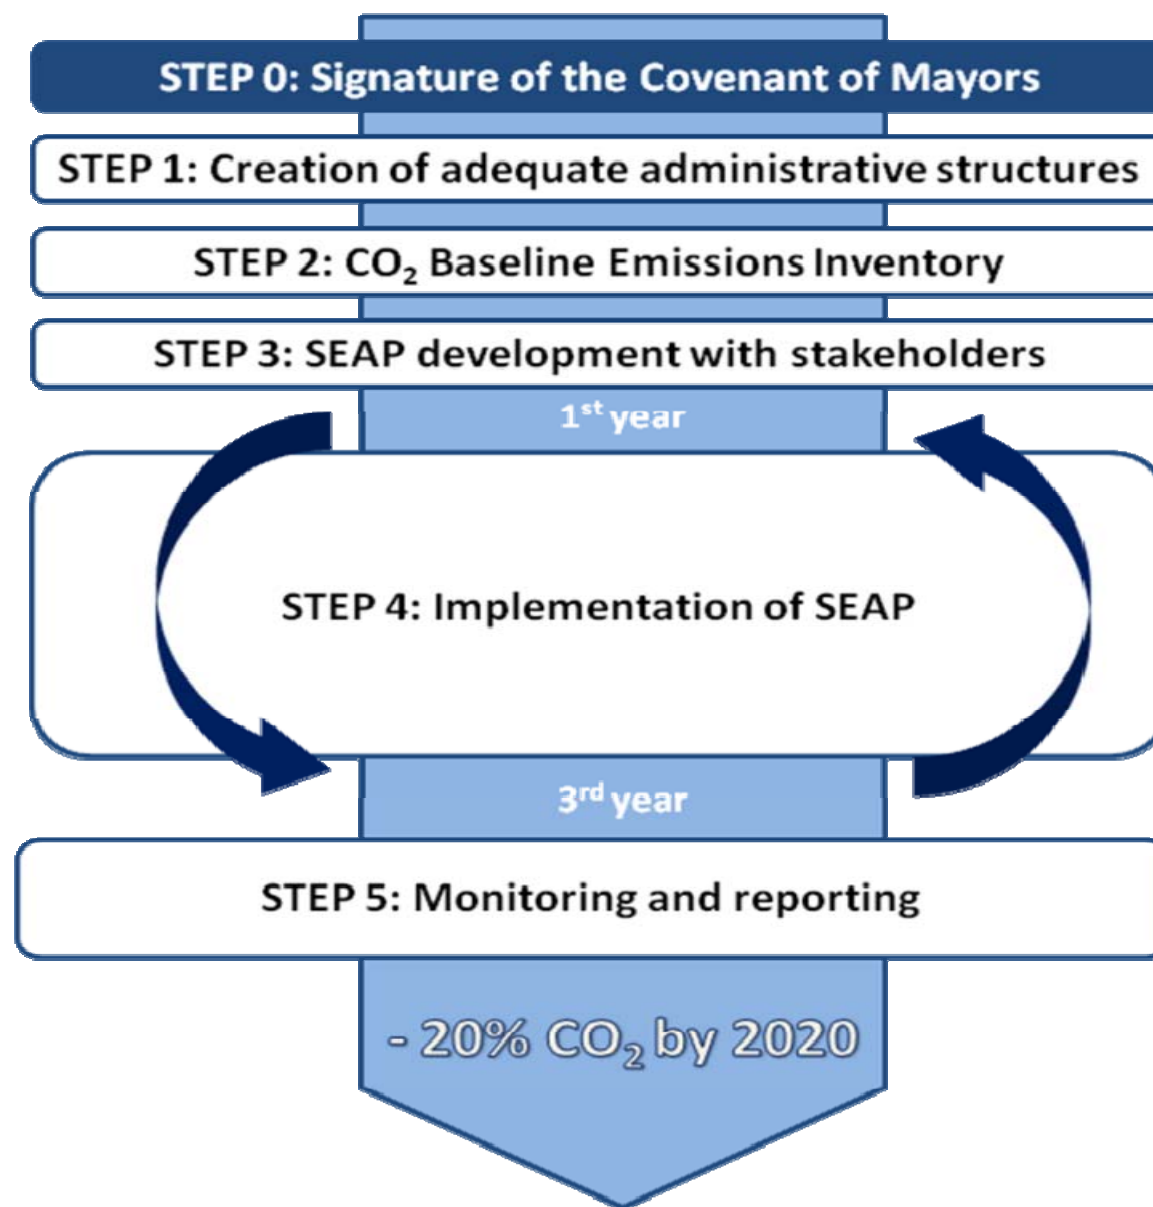 STEP 0: Signature of the Covenant of Mayors
STEP 1: Creation of adequate administrative structures
STEP 2: CO₂ Baseline Emissions Inventory
STEP 3: SEAP development with stakeholders
1ˢᵗ year
STEP 4: Implementation of SEAP
3ʳᵈ year
STEP 5: Monitoring and reporting
- 20% CO₂ by 2020